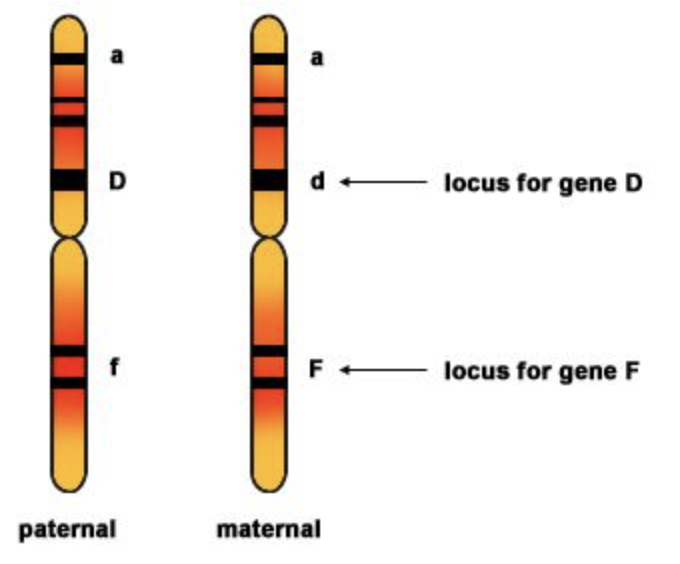 a a
D d locus for gene D
f F locus for gene F
paternal maternal